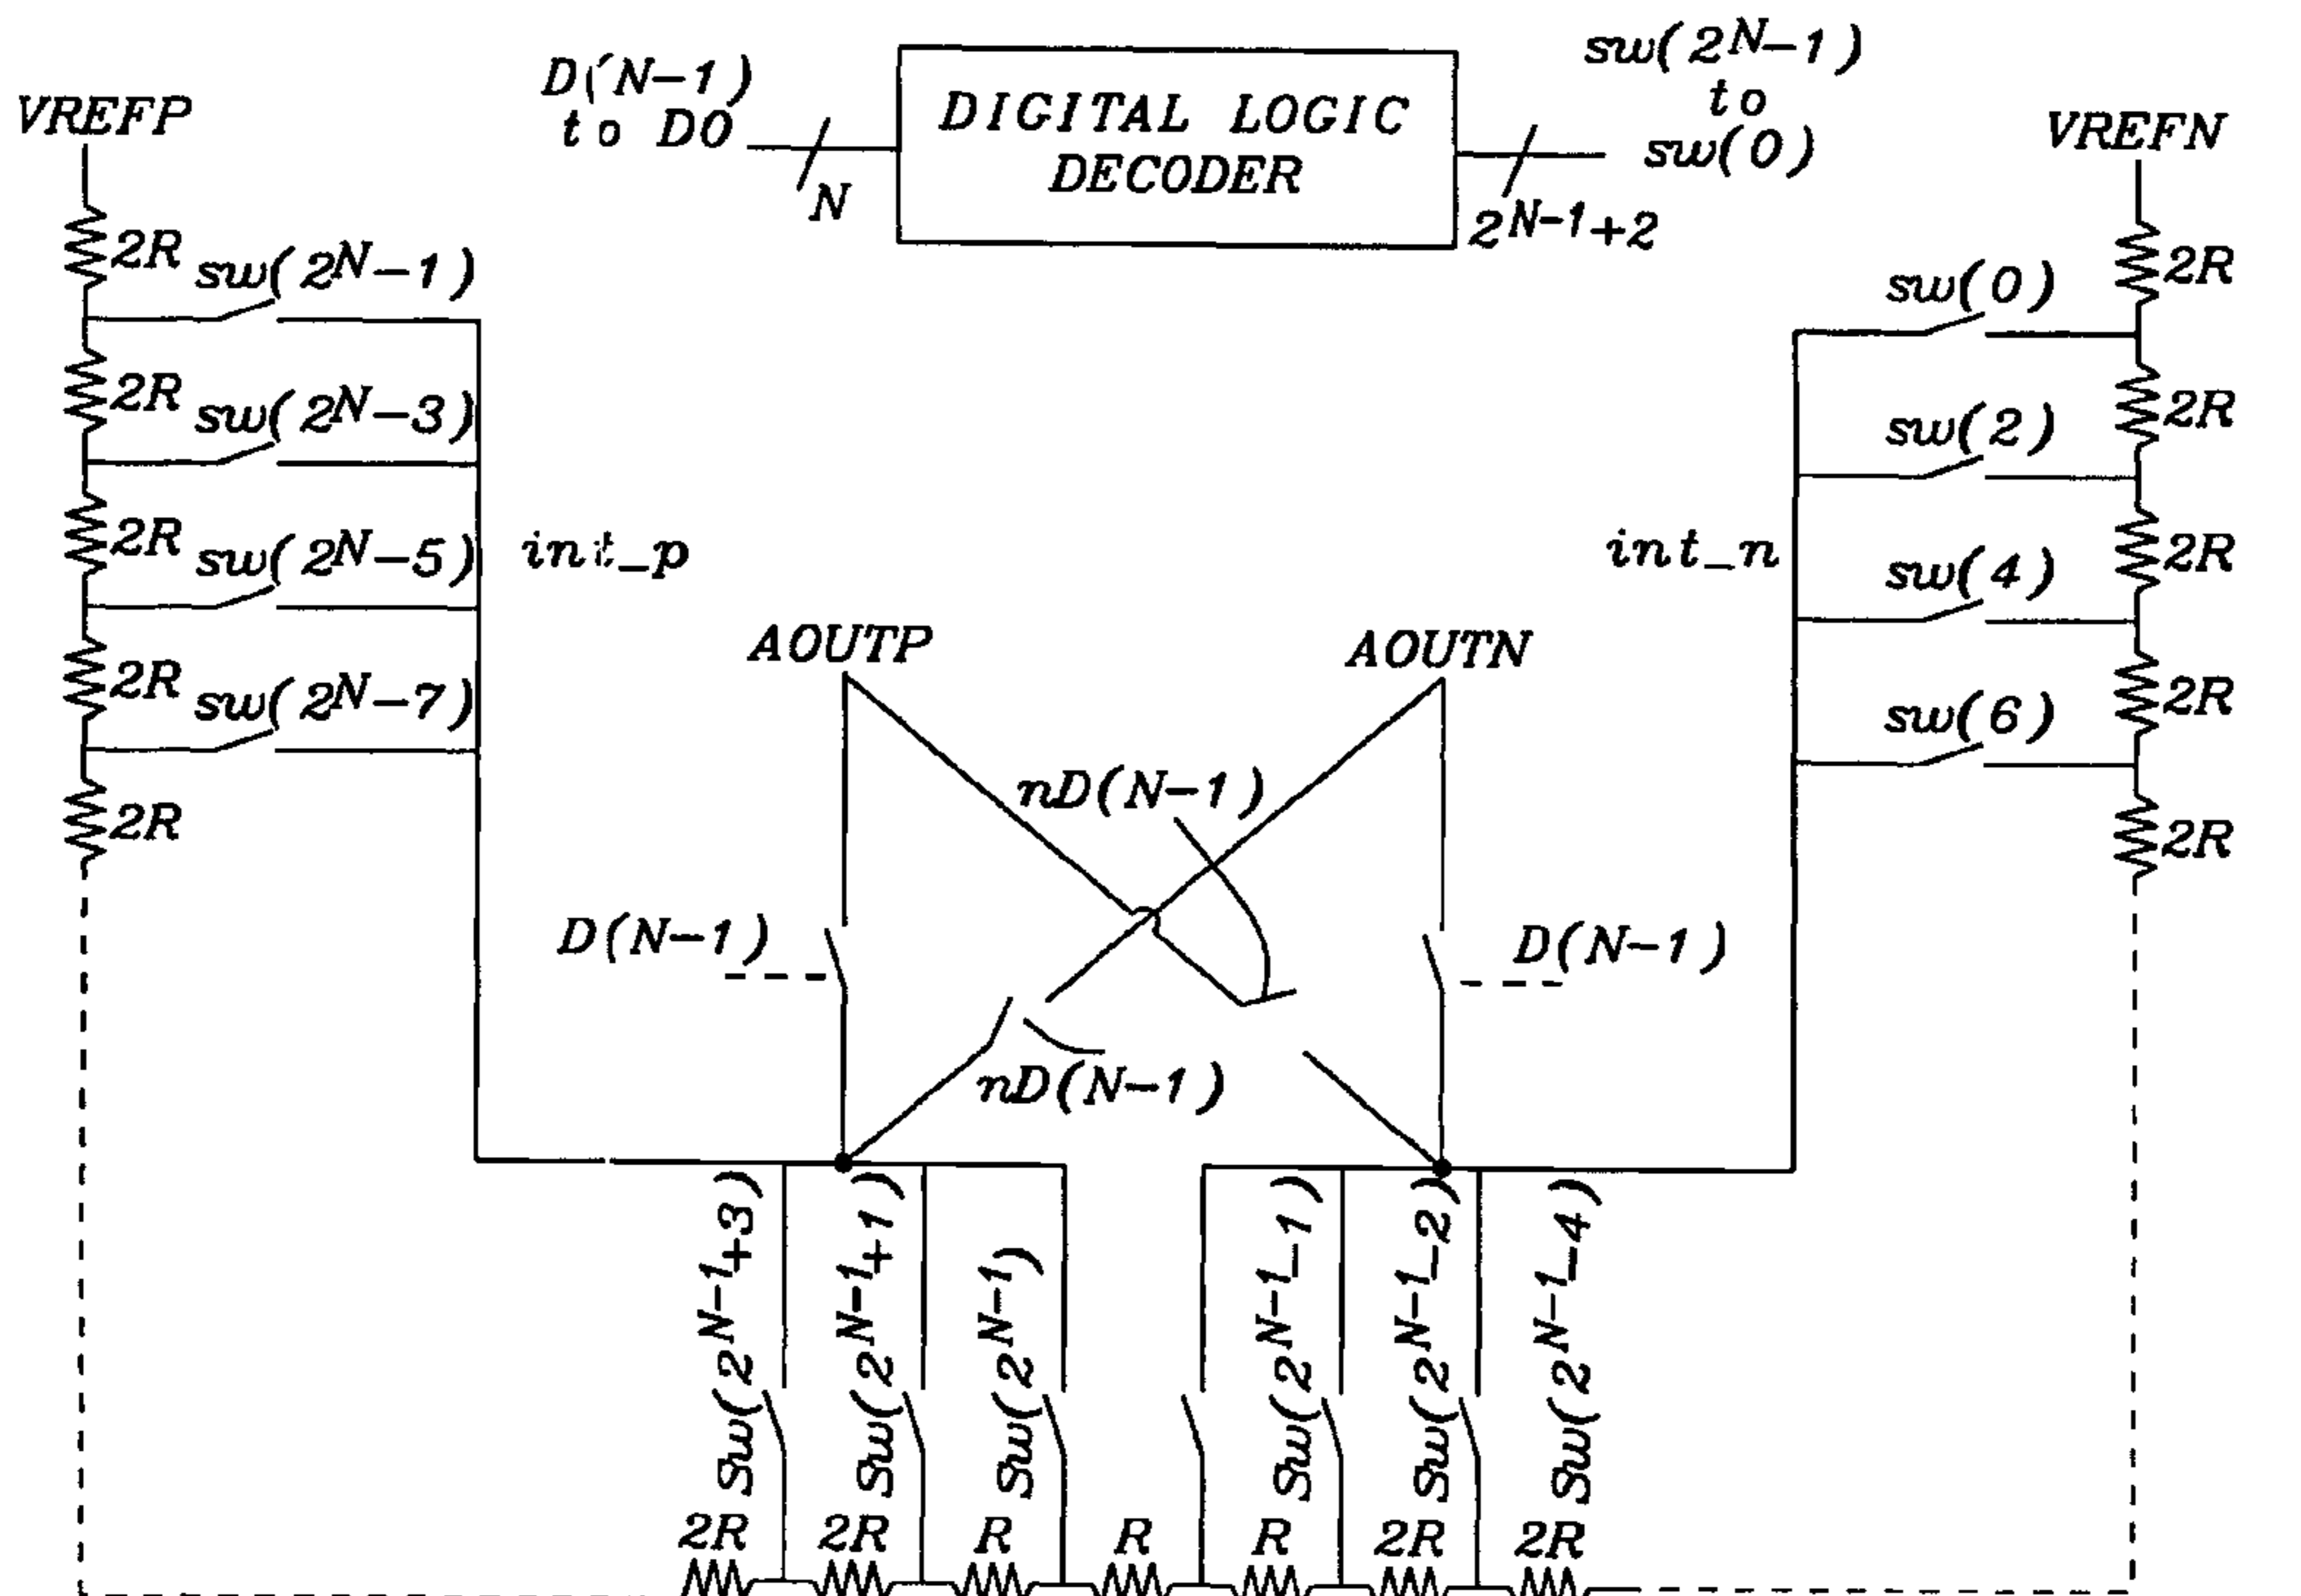 VREFP
D(N-1)
to D0
N
DIGITAL LOGIC
DECODER
sw(2^N-1)
to
sw(0)
2^N-1+2
VREFN
2R
sw(2^N-1)
2R
sw(2^N-3)
2R
sw(2^N-5)
2R
sw(2^N-7)
2R
int_p
int_n
sw(0)
2R
sw(2)
2R
sw(4)
2R
sw(6)
2R
2R
AOUTP
AOUTN
nD(N-1)
D(N-1)
D(N-1)
nD(N-1)
Sw(2^N-1+3)
Sw(2^N-1+1)
Sw(2^N-1)
Sw(2^N-1-1)
Sw(2^N-1-2)
Sw(2^N-1-4)
2R
2R
R
R
R
2R
2R